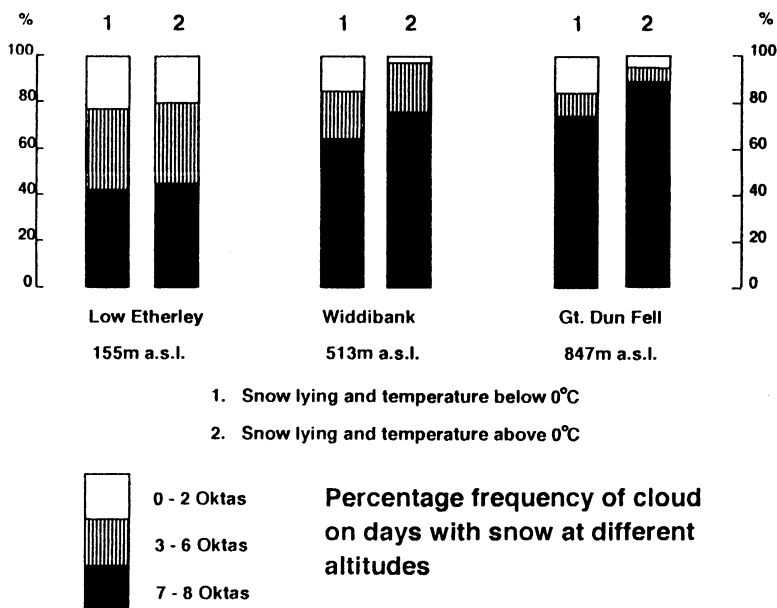 % 1 2 1 2 1 2 %
100 100
80 80
60 60
40 40
20 20
0 0
Low Etherley Widdibank Gt. Dun Fell
155m a.s.l. 513m a.s.l. 847m a.s.l.
1. Snow lying and temperature below 0°C
2. Snow lying and temperature above 0°C
0 - 2 Oktas
3 - 6 Oktas
7 - 8 Oktas
Percentage frequency of cloud
on days with snow at different
altitudes